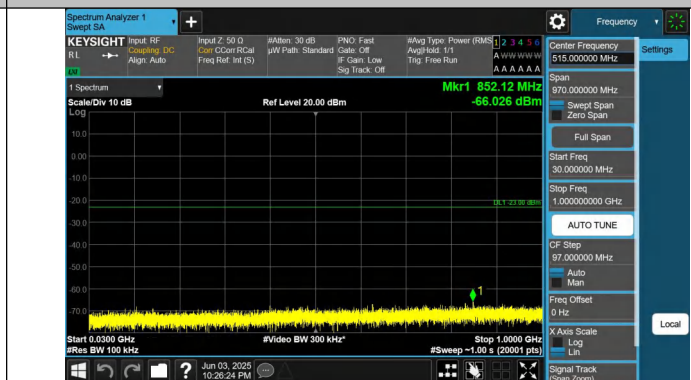 Spectrum Analyzer 1
Swept SA
Frequency
KEYSIGHT
RL
LM
Input: RF
Coupling: DC
Align: Auto
Input Z: 50 Ω
Corr CCorr RCal
Freq Ref: Int (S)
#Atten: 30 dB
µW Path: Standard
PNO: Fast
Gate: Off
IF Gain: Low
Sig Track: Off
#Avg Type: Power (RMS
Avg|Hold: 1/1
Trig: Free Run
1 2 3 4 5 6
A W W W W W
A A A A A A
1 Spectrum
Scale/Div 10 dB
Log
Ref Level 20.00 dBm
Mkr1 852.12 MHz
-66.026 dBm
10.0
0.00
-10.0
-20.0
-30.0
-40.0
-50.0
-60.0
-70.0
DL1 -23.00 dBm
1
Start 0.0300 GHz
#Video BW 300 kHz*
Stop 1.0000 GHz
#Res BW 100 kHz
#Sweep ~1.00 s (20001 pts)
?
Jun 03, 2025
10:26:24 PM
Center Frequency
515.000000 MHz
Span
970.000000 MHz
Swept Span
Zero Span
Full Span
Start Freq
30.000000 MHz
Stop Freq
1.000000000 GHz
AUTO TUNE
CF Step
97.000000 MHz
Auto
Man
Freq Offset
0 Hz
X Axis Scale
Log
Lin
Signal Track
(Span Zoom)
Settings
Local